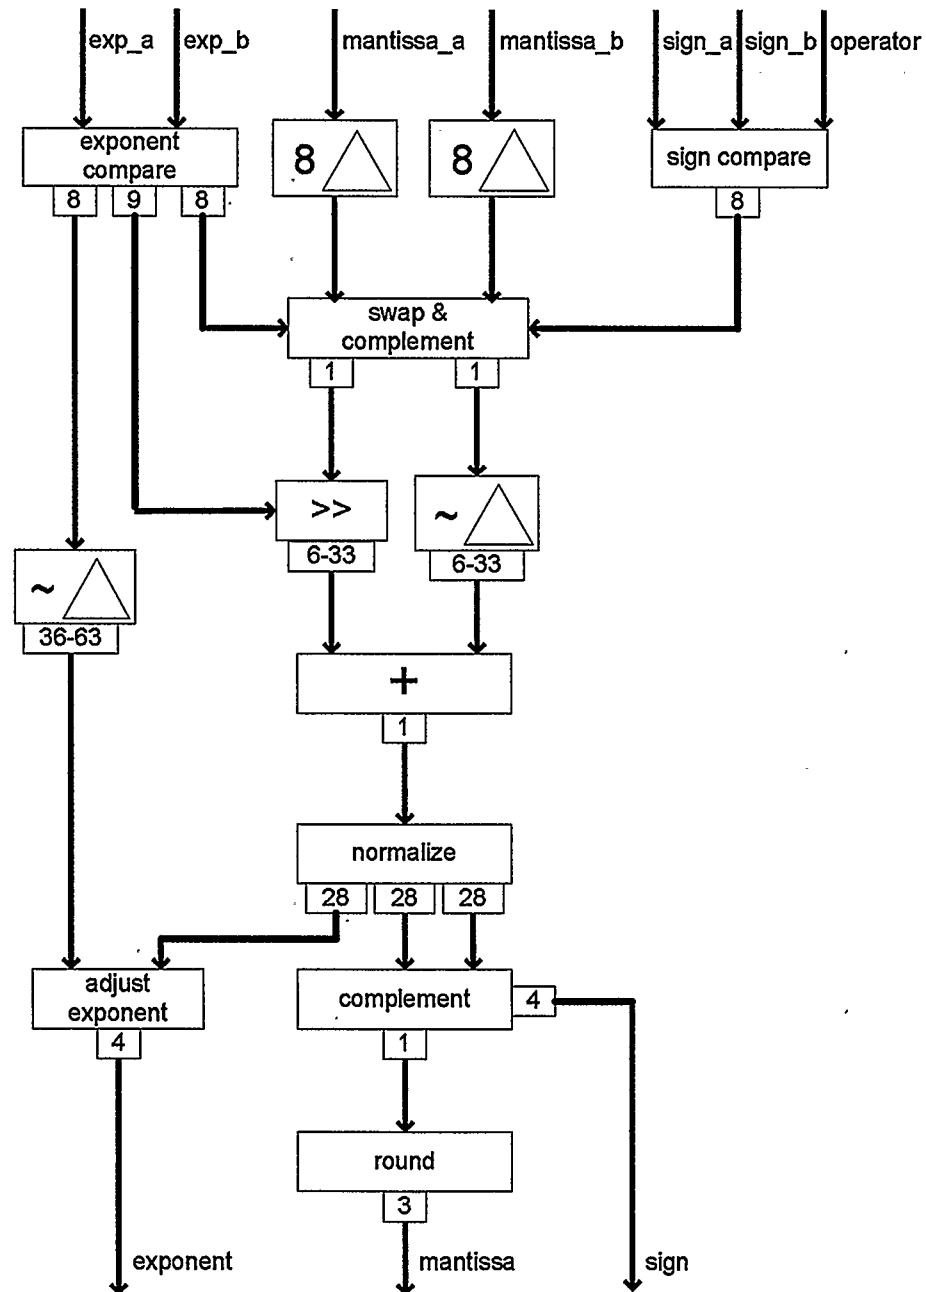 exp_a exp_b mantissa_a mantissa_b sign_a sign_b operator
exponent
compare
8 8 sign compare
8 9 8 8
swap &
complement
1 1
>> ~
6-33 6-33
~
36-63
+
1
normalize
28 28 28
adjust
exponent
complement 4
4 1
round
3
exponent mantissa sign